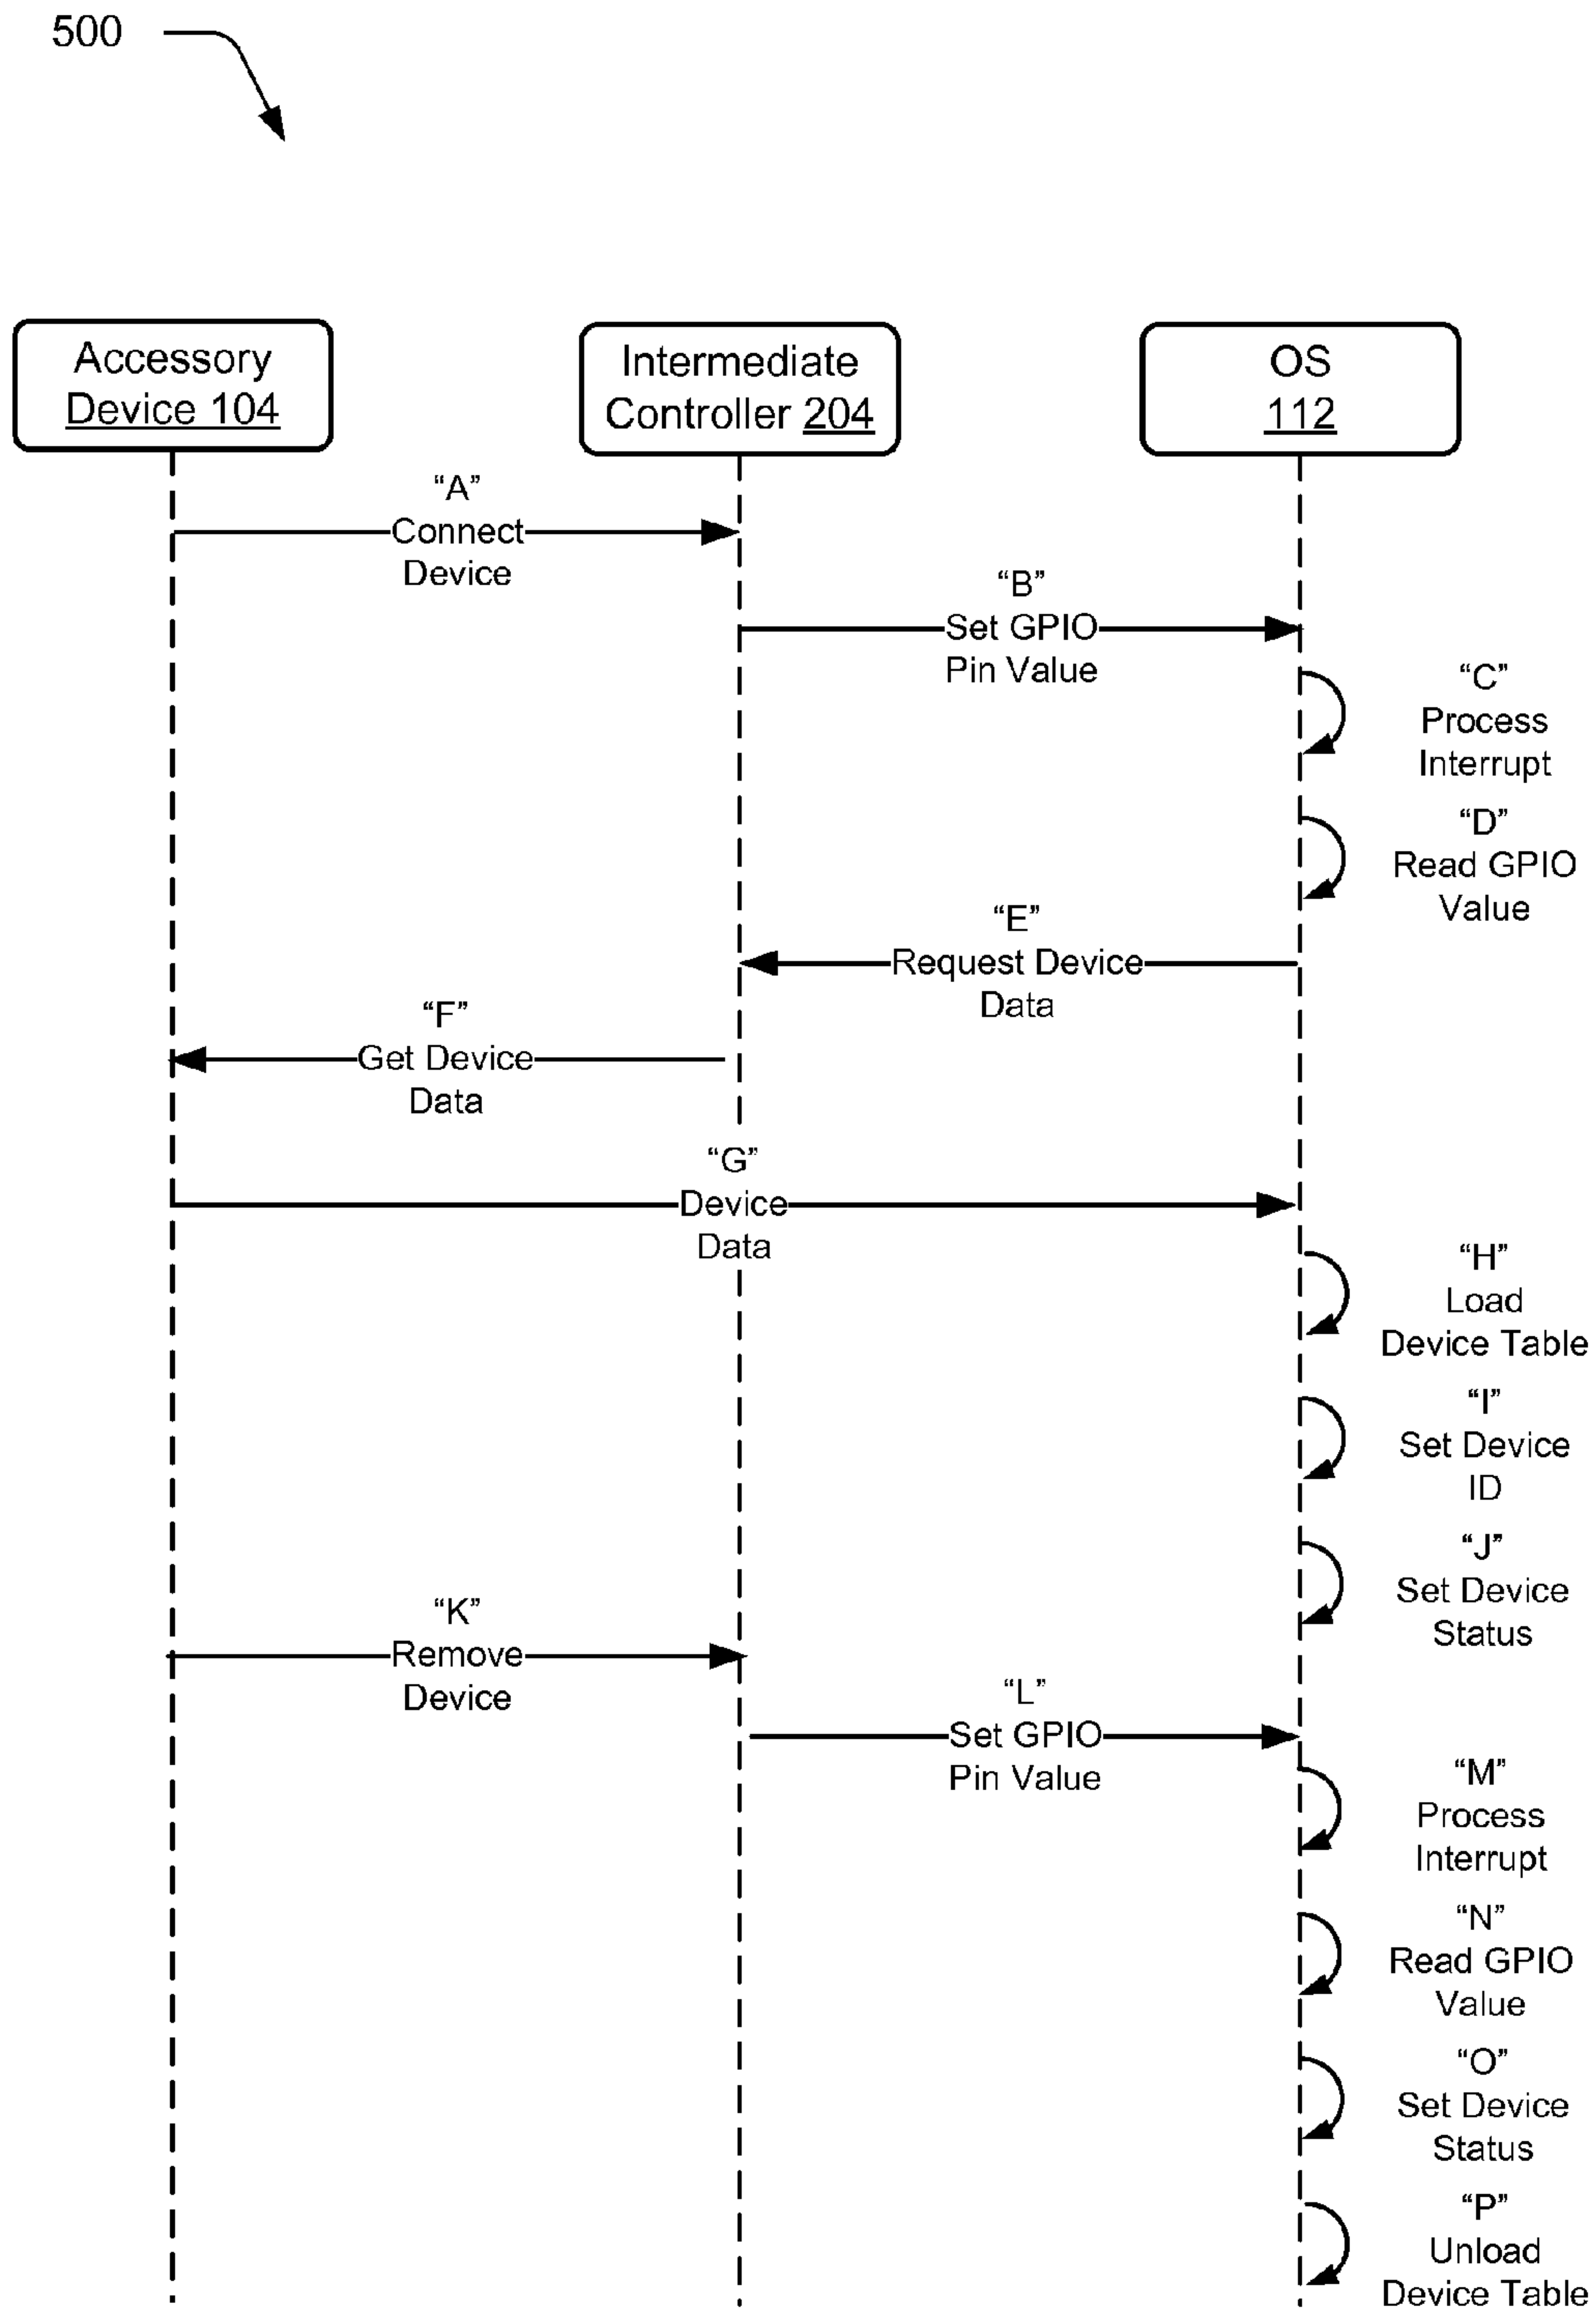 500
Accessory
Device 104
Intermediate
Controller 204
OS
112
“A”
Connect
Device
“B”
Set GPIO
Pin Value
“C”
Process
Interrupt
“D”
Read GPIO
Value
“E”
Request Device
Data
“F”
Get Device
Data
“G”
Device
Data
“H”
Load
Device Table
“I”
Set Device
ID
“J”
Set Device
Status
“K”
Remove
Device
“L”
Set GPIO
Pin Value
“M”
Process
Interrupt
“N”
Read GPIO
Value
“O”
Set Device
Status
“P”
Unload
Device Table